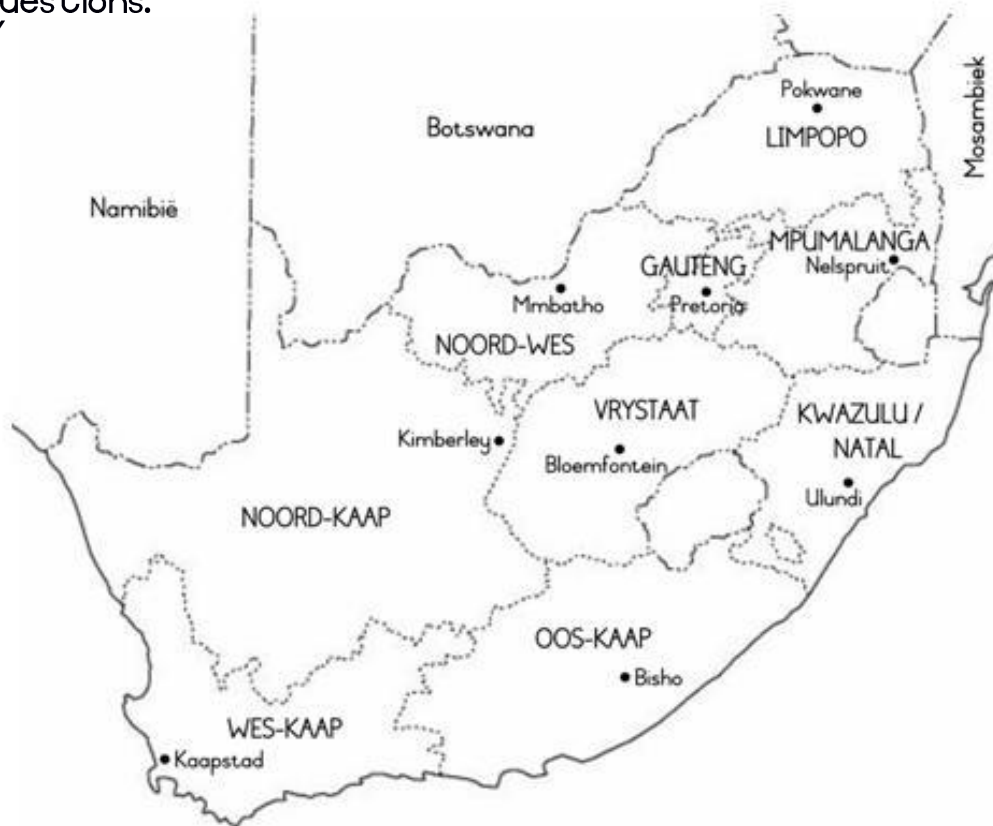 questions.
Botswana
Namibië
Mosambiek
Pokwane
LIMPOPO
MPUMALANGA
Nelspruit
GAUTENG
Pretoria
Mmbatho
NOORD-WES
VRYSTAAT
Bloemfontein
KWAZULU /
NATAL
Ulundi
Kimberley
NOORD-KAAP
OOS-KAAP
Bisho
WES-KAAP
Kaapstad